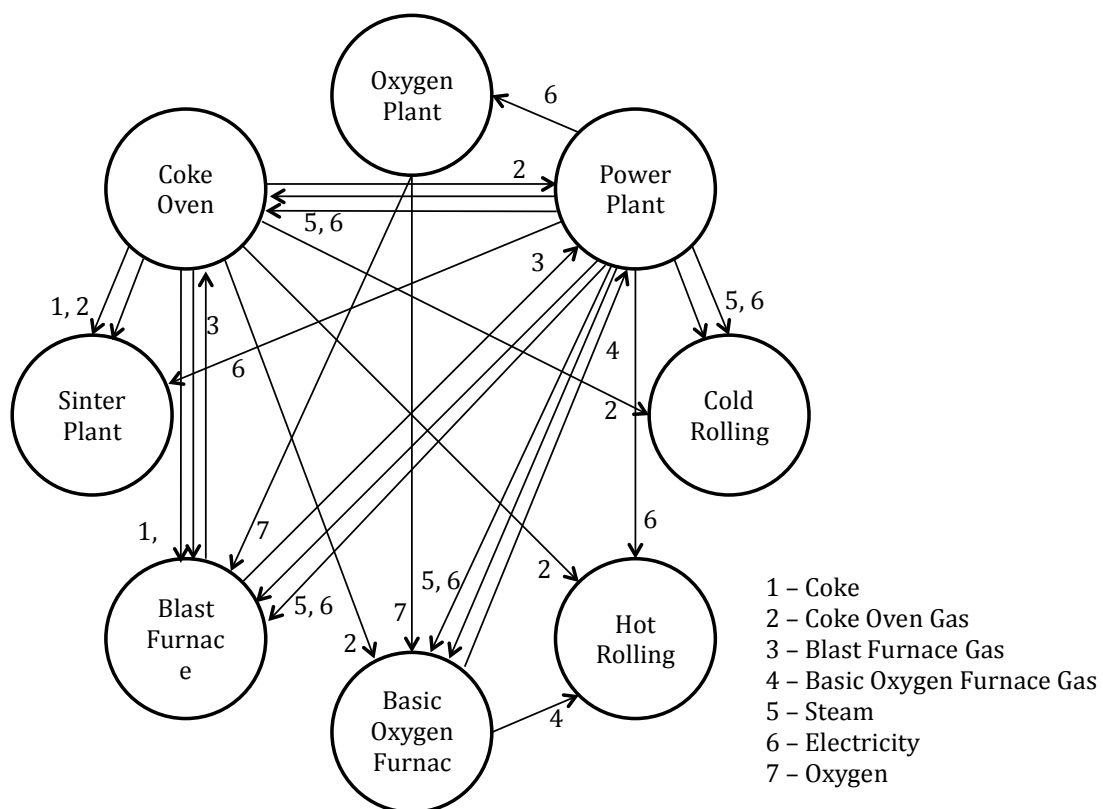 Oxygen
Plant
6
Coke
Oven
2
Power
Plant
5, 6
3
1, 2
3
5, 6
4
6
Sinter
Plant
2
Cold
Rolling
1,
7
6
5, 6
2
5, 6
7
2
Blast
Furnac
e
Hot
Rolling
Basic
Oxygen
Furnac
4
1 – Coke
2 – Coke Oven Gas
3 – Blast Furnace Gas
4 – Basic Oxygen Furnace Gas
5 – Steam
6 – Electricity
7 – Oxygen